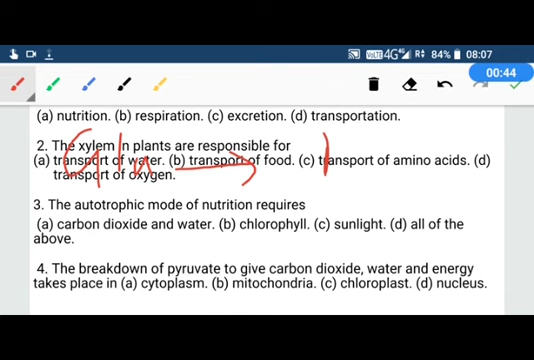 VoLTE 4G 4G R 84% 08:07
00:44
(a) nutrition. (b) respiration. (c) excretion. (d) transportation.
2. The xylem in plants are responsible for
(a) transport of water. (b) transport of food. (c) transport of amino acids. (d)
transport of oxygen.
3. The autotrophic mode of nutrition requires
(a) carbon dioxide and water. (b) chlorophyll. (c) sunlight. (d) all of the
above.
4. The breakdown of pyruvate to give carbon dioxide, water and energy
takes place in (a) cytoplasm. (b) mitochondria. (c) chloroplast. (d) nucleus.